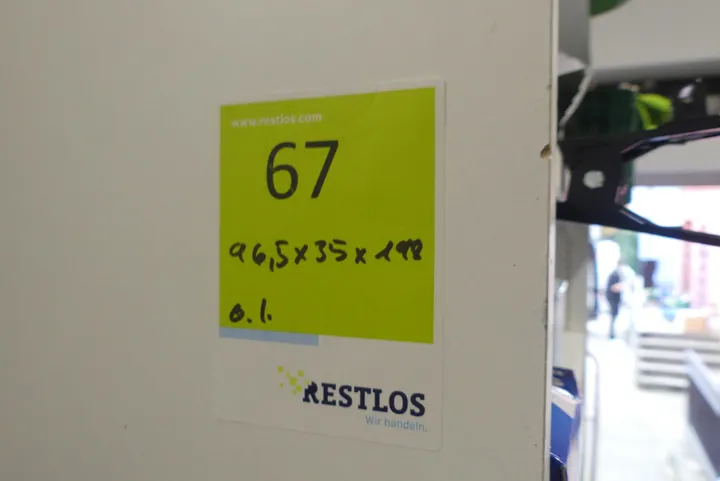 www.restlos.com
67
96,5x35x198
o. l.
RESTLOS
Wir handeln.